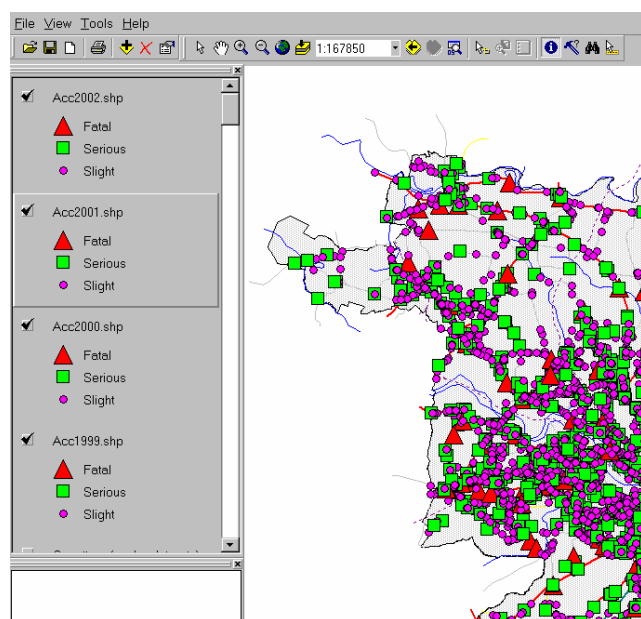 File View Tools Help
1:167850
Acc2002.shp
Fatal
Serious
Slight
Acc2001.shp
Fatal
Serious
Slight
Acc2000.shp
Fatal
Serious
Slight
Acc1999.shp
Fatal
Serious
Slight